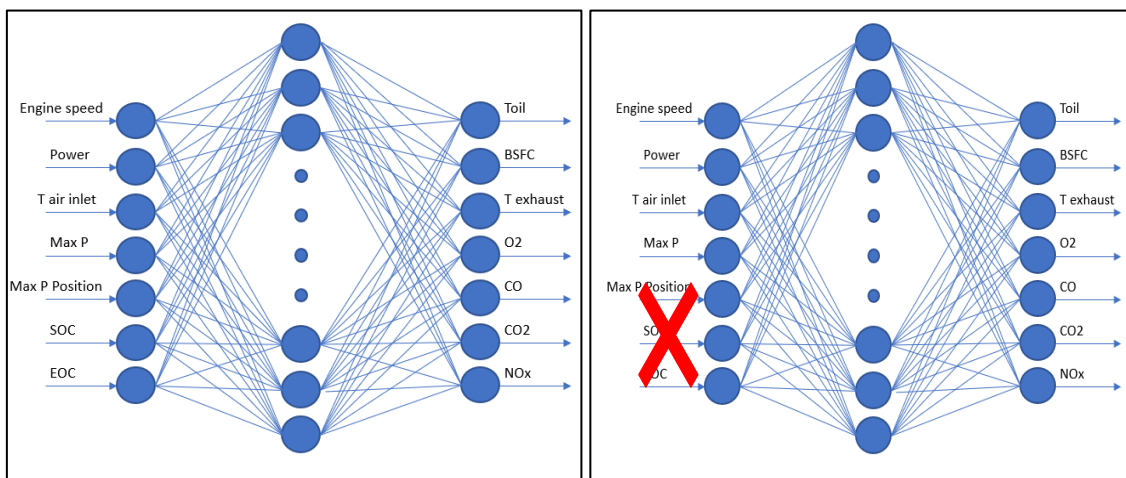 Engine speed
Power
T air inlet
Max P
Max P Position
SOC
EOC
Toil
BSFC
T exhaust
O2
CO
CO2
NOx
Engine speed
Power
T air inlet
Max P
Max P Position
Toil
BSFC
T exhaust
O2
CO
CO2
NOx